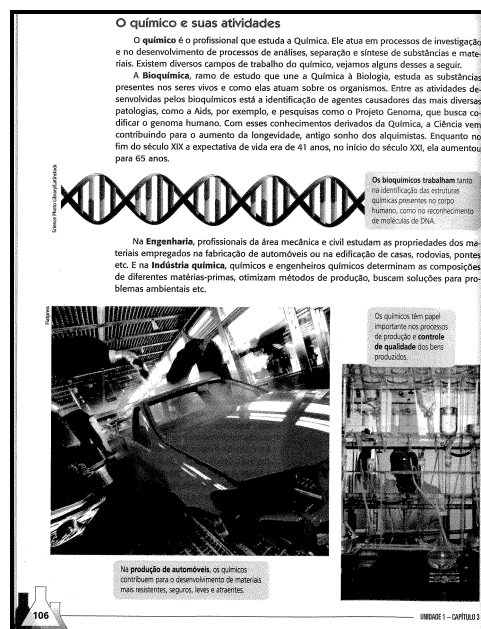 O químico e suas atividades
O químico é o profissional que estuda a Química. Ele atua em processos de investigação
e no desenvolvimento de processos de análises, separação e síntese de substâncias e mate-
riais. Existem diversos campos de trabalho do químico, vejamos alguns desses a seguir.
A Bioquímica, ramo de estudo que une a Química à Biologia, estuda as substâncias
presentes nos seres vivos e como elas atuam sobre os organismos. Entre as atividades de-
senvolvidas pelos bioquímicos está a identificação de agentes causadores das mais diversas
patologias, como a Aids, por exemplo, e pesquisas como o Projeto Genoma, que busca co-
dificar o genoma humano. Com esses conhecimentos derivados da Química, a Ciência vem
contribuindo para o aumento da longevidade, antigo sonho dos alquimistas. Enquanto no
fim do século XIX a expectativa de vida era de 41 anos, no início do século XXI, ela aumentou
para 65 anos.
Science Photo Library/Latinstock
Os bioquímicos trabalham tanto
na identificação das estruturas
químicas presentes no corpo
humano, como no reconhecimento
de moléculas de DNA.
Na Engenharia, profissionais da área mecânica e civil estudam as propriedades dos ma-
teriais empregados na fabricação de automóveis ou na edificação de casas, rodovias, pontes
etc. E na Indústria química, químicos e engenheiros químicos determinam as composições
de diferentes matérias-primas, otimizam métodos de produção, buscam soluções para pro-
blemas ambientais etc.
Os químicos têm papel
importante nos processos
de produção e controle
de qualidade dos bens
produzidos.
Na produção de automóveis, os químicos
contribuem para o desenvolvimento de materiais
mais resistentes, seguros, leves e atraentes.
106
UNIDADE 1 – CAPÍTULO 3